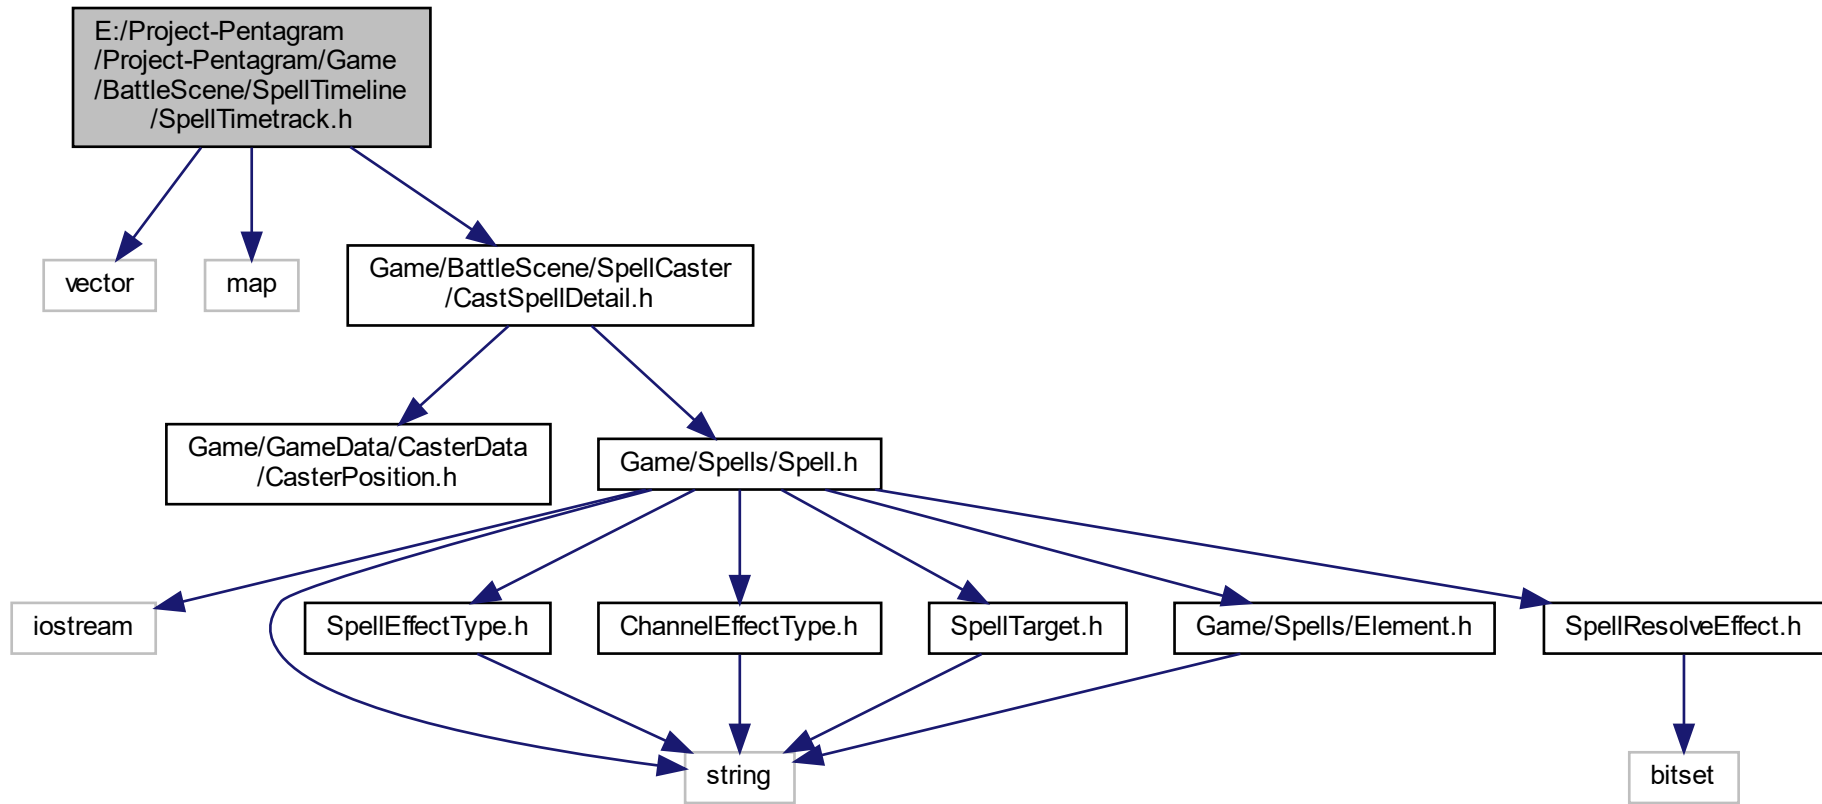 E:/Project-Pentagram
/Project-Pentagram/Game
/BattleScene/SpellTimeline
/SpellTimetrack.h
vector
map
Game/BattleScene/SpellCaster
/CastSpellDetail.h
Game/GameData/CasterData
/CasterPosition.h
Game/Spells/Spell.h
iostream
SpellEffectType.h
ChannelEffectType.h
SpellTarget.h
Game/Spells/Element.h
SpellResolveEffect.h
string
bitset